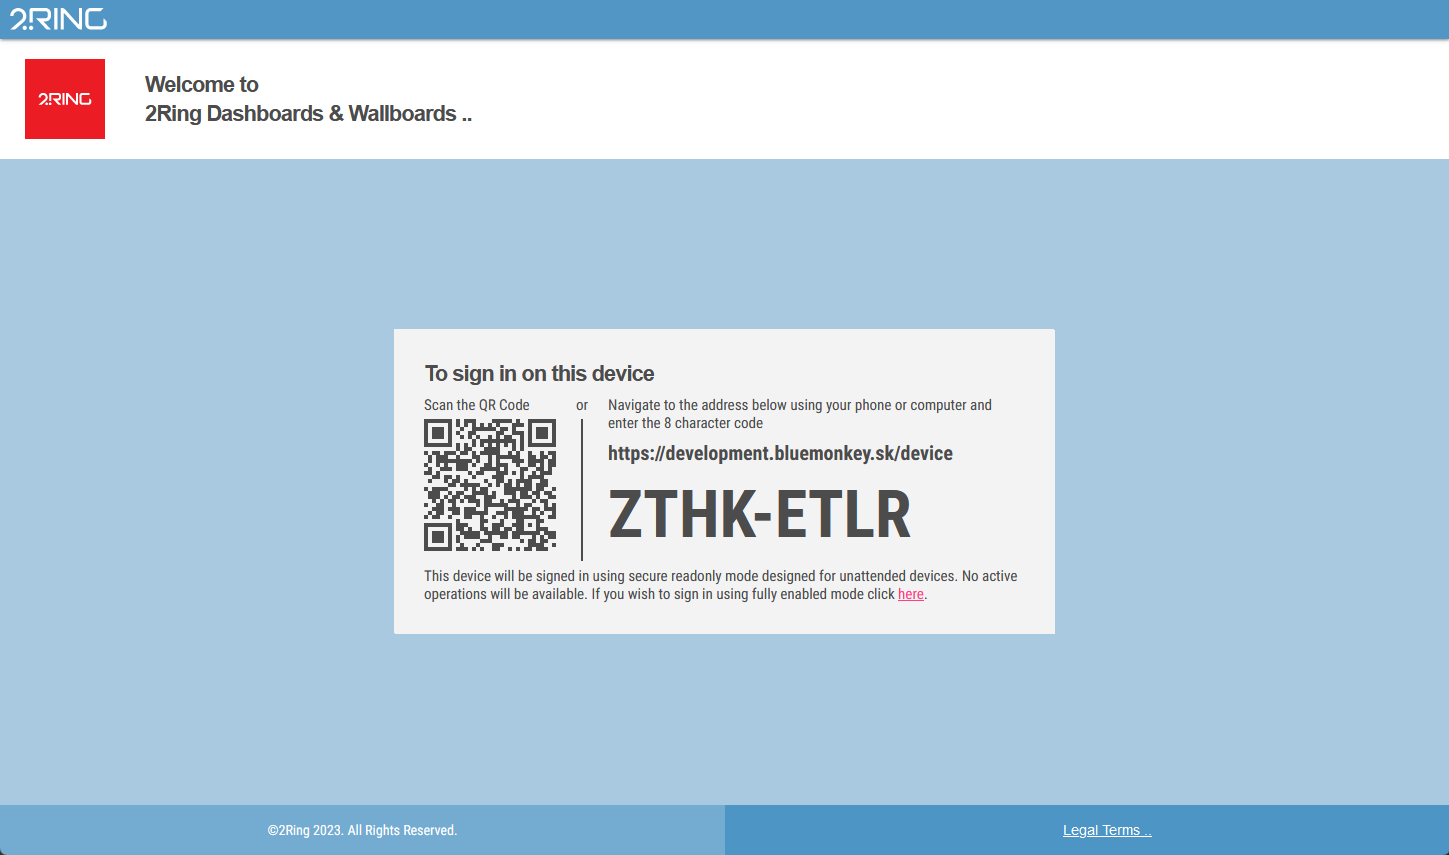 2RING
2RING
Welcome to
2Ring Dashboards & Wallboards ..
To sign in on this device
Scan the QR Code
or
Navigate to the address below using your phone or computer and
enter the 8 character code
https://development.bluemonkey.sk/device
ZTHK-ETLR
This device will be signed in using secure readonly mode designed for unattended devices. No active
operations will be available. If you wish to sign in using fully enabled mode click here.
©2Ring 2023. All Rights Reserved.
Legal Terms ..